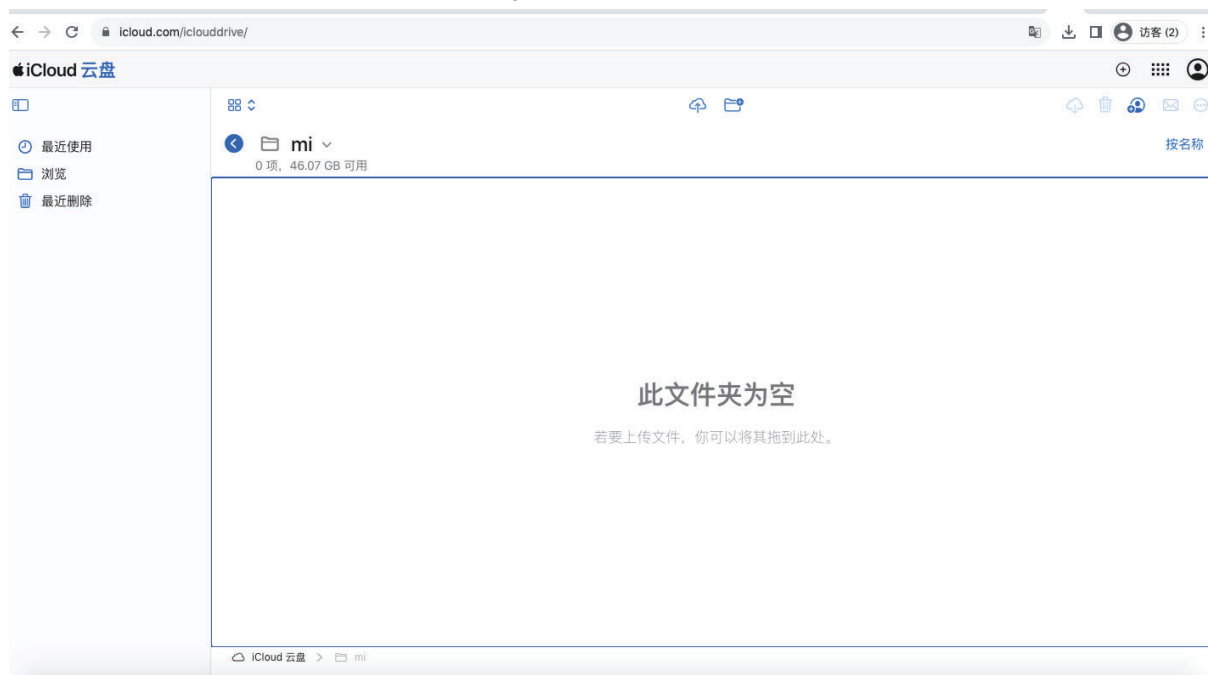 icloud.com/iclouddrive/
访客 (2)
iCloud 云盘
最近使用
浏览
最近删除
mi
0 项，46.07 GB 可用
按名称
此文件夹为空
若要上传文件，你可以将其拖到此处。
iCloud 云盘 > mi